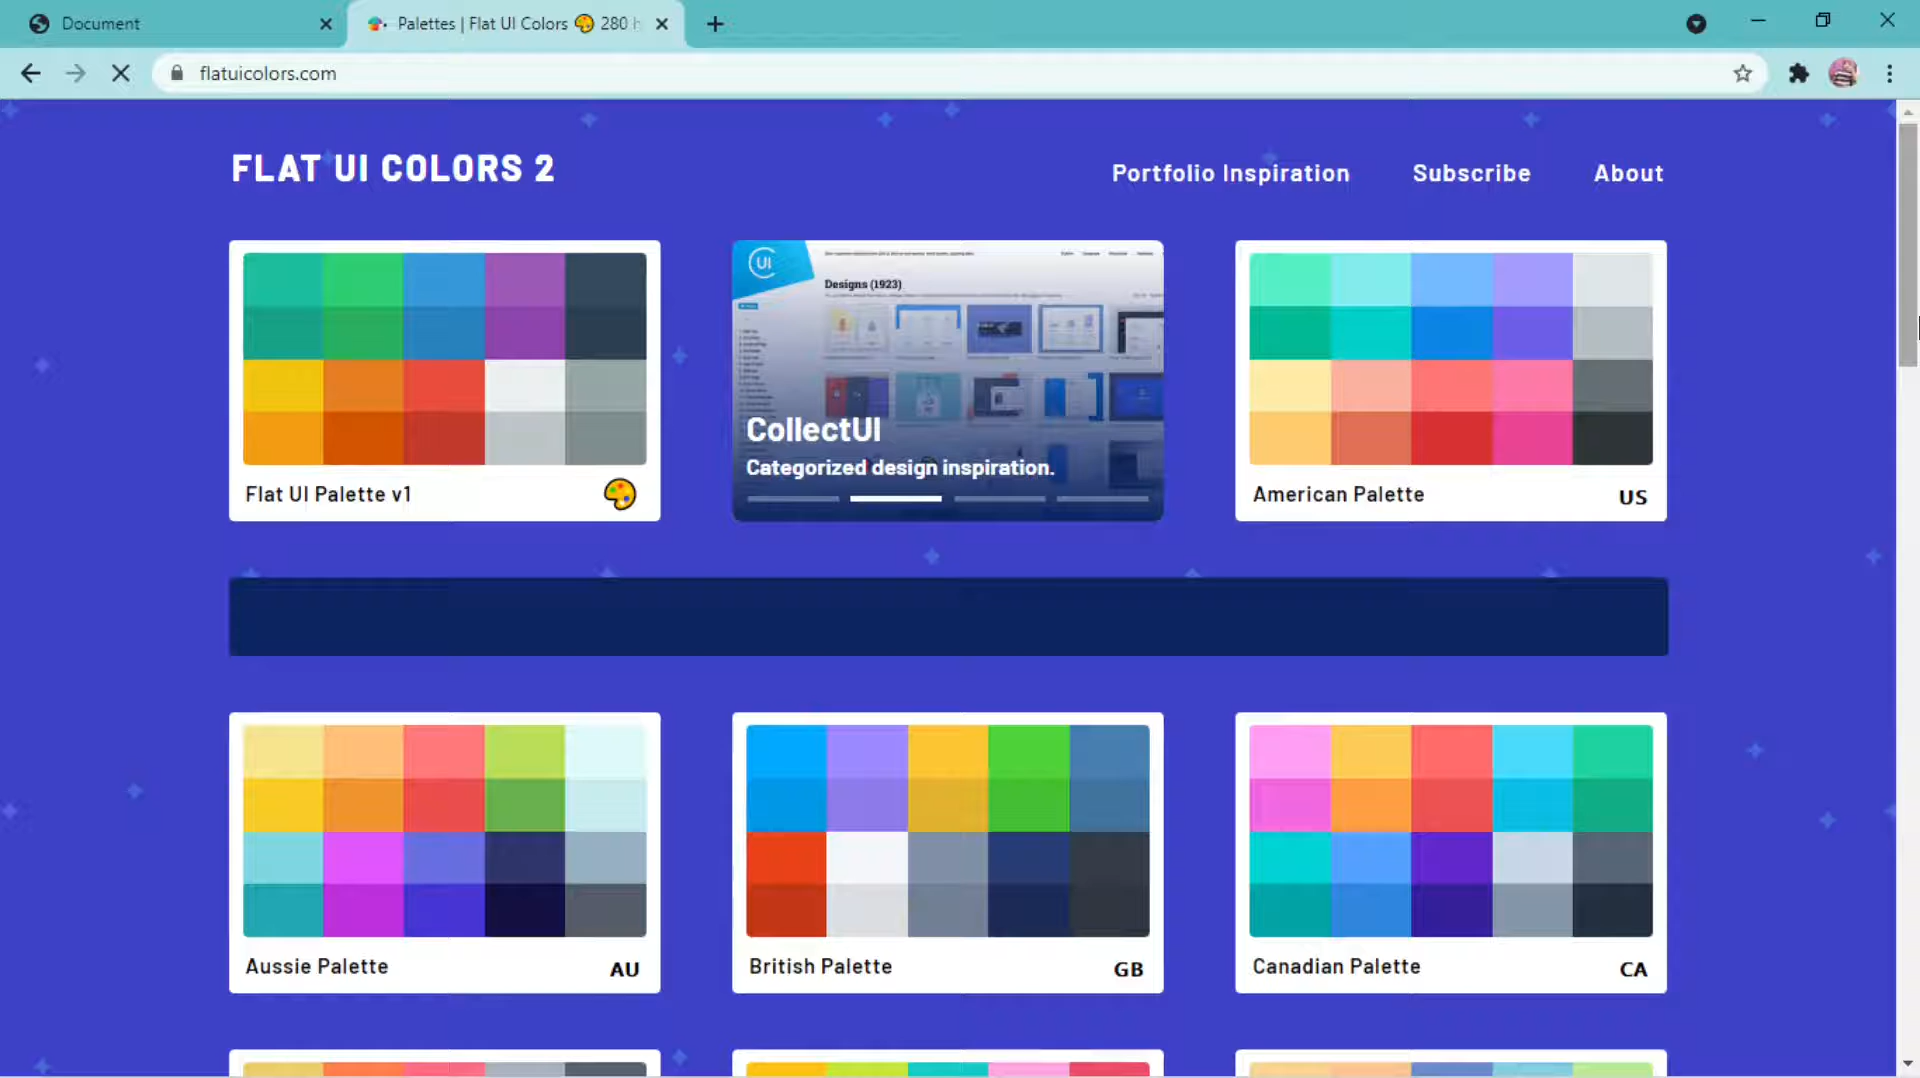 Document
Palettes | Flat UI Colors 🎨 280 h
flatuicolors.com
FLAT UI COLORS 2
Portfolio Inspiration
Subscribe
About
UI
Designs (1923)
CollectUI
Categorized design inspiration.
Flat UI Palette v1
American Palette
US
Aussie Palette
AU
British Palette
GB
Canadian Palette
CA